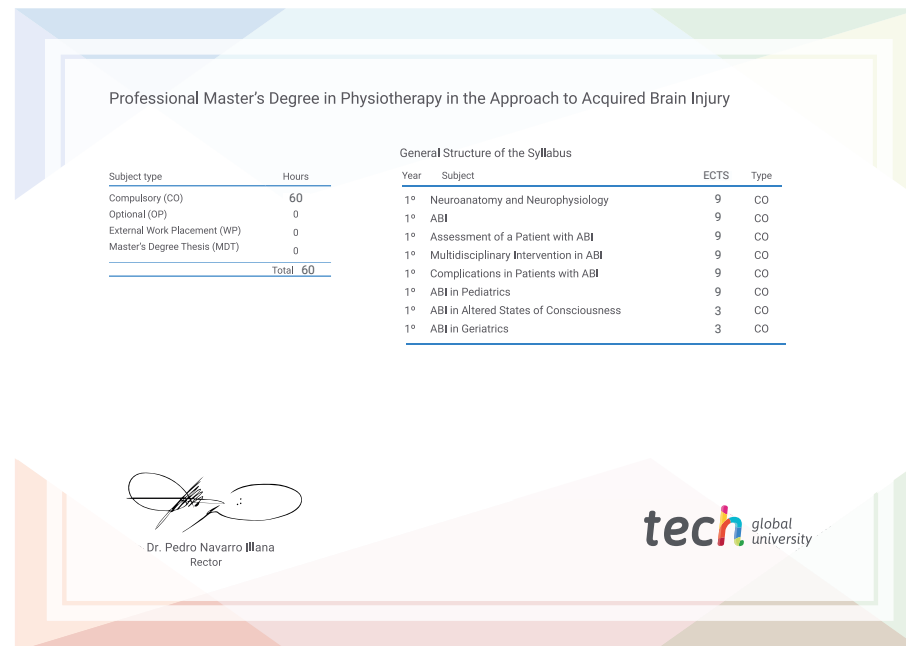 Professional Master's Degree in Physiotherapy in the Approach to Acquired Brain Injury
Subject type Hours
Compulsory (CO) 60
Optional (OP) 0
External Work Placement (WP) 0
Master's Degree Thesis (MDT) 0
Total 60
General Structure of the Syllabus
Year Subject ECTS Type
1º Neuroanatomy and Neurophysiology 9 CO
1º ABI 9 CO
1º Assessment of a Patient with ABI 9 CO
1º Multidisciplinary Intervention in ABI 9 CO
1º Complications in Patients with ABI 9 CO
1º ABI in Pediatrics 9 CO
1º ABI in Altered States of Consciousness 3 CO
1º ABI in Geriatrics 3 CO
Dr. Pedro Navarro Illana
Rector
tech global
university